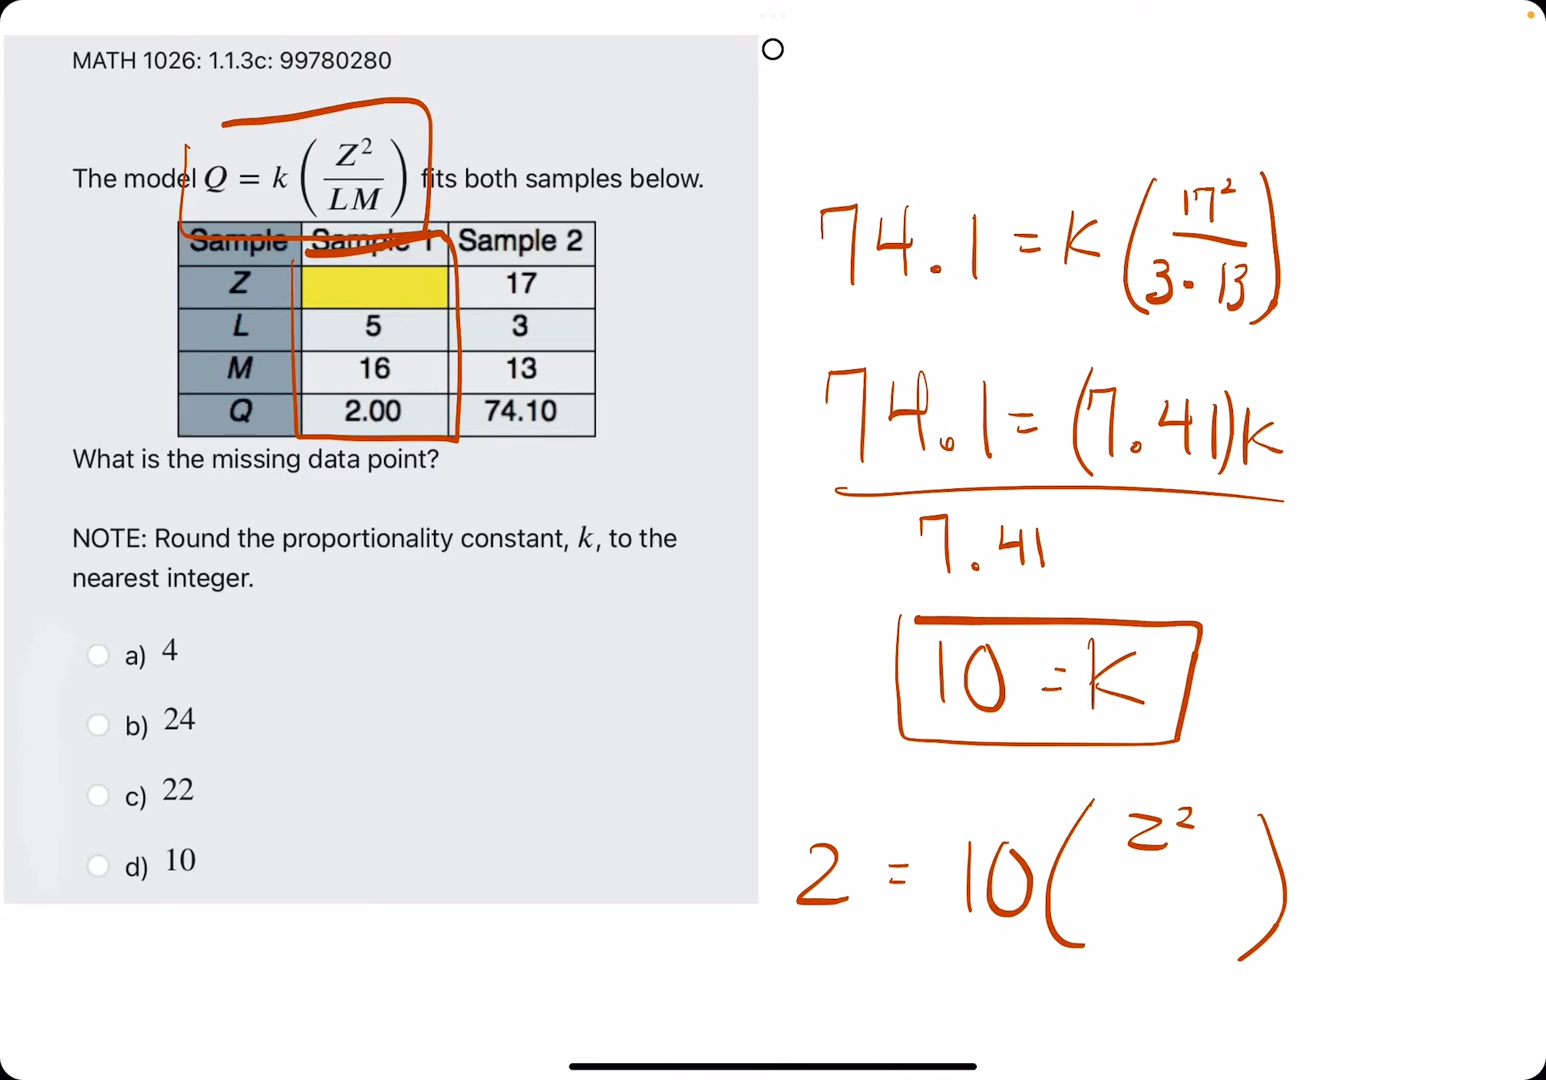 MATH 1026: 1.1.3c: 99780280
The model Q = k ( Z² / LM ) fits both samples below.
Sample Sample 1 Sample 2
Z 17
L 5 3
M 16 13
Q 2.00 74.10
What is the missing data point?
NOTE: Round the proportionality constant, k, to the
nearest integer.
a) 4
b) 24
c) 22
d) 10
74.1 = k ( 17² / 3 · 13 )
74.1 = (7.41)k
7.41
10 = k
2 = 10 ( z² )